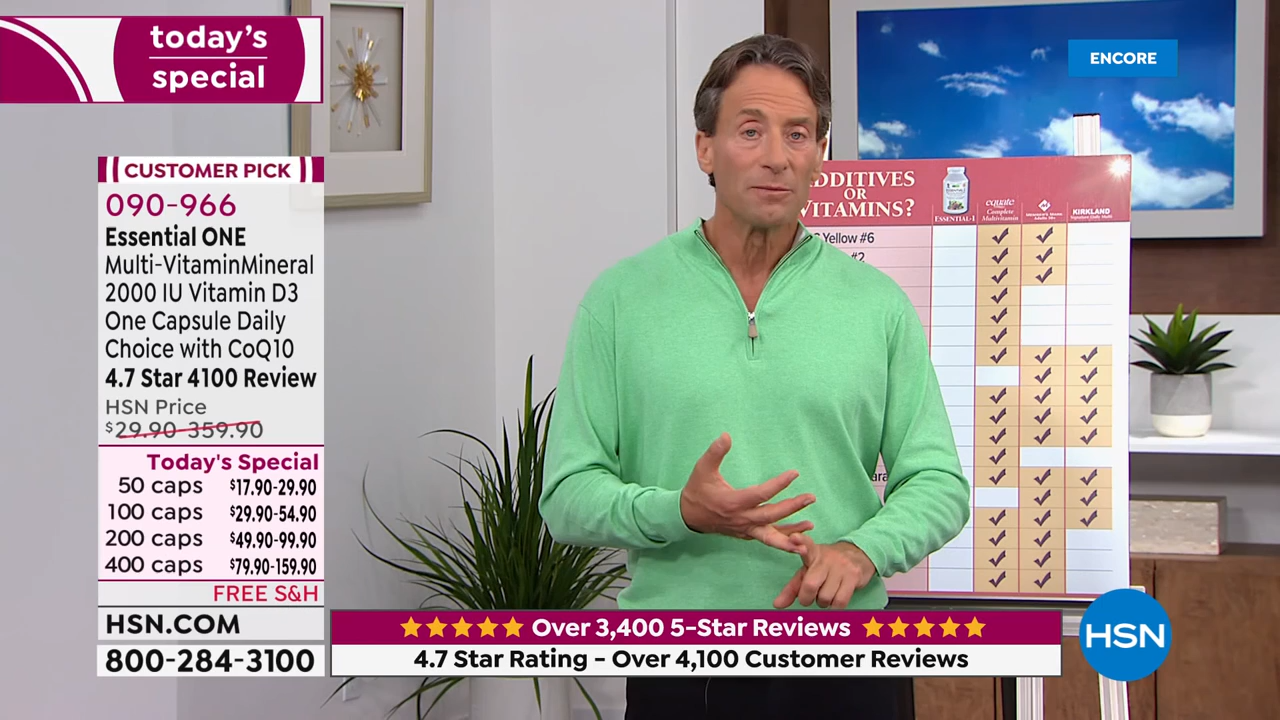 today's
special
ENCORE
CUSTOMER PICK
090-966
Essential ONE
Multi-VitaminMineral
2000 IU Vitamin D3
One Capsule Daily
Choice with CoQ10
4.7 Star 4100 Review
HSN Price
$29.90-359.90
Today's Special
50 caps $17.90-29.90
100 caps $29.90-54.90
200 caps $49.90-99.90
400 caps $79.90-159.90
FREE S&H
HSN.COM
800-284-3100
DDITIVES
OR
VITAMINS?
ESSENTIAL-1
equate
Complete
Multivitamin
KIRKLAND
Yellow #6
#2
Over 3,400 5-Star Reviews
4.7 Star Rating - Over 4,100 Customer Reviews
HSN